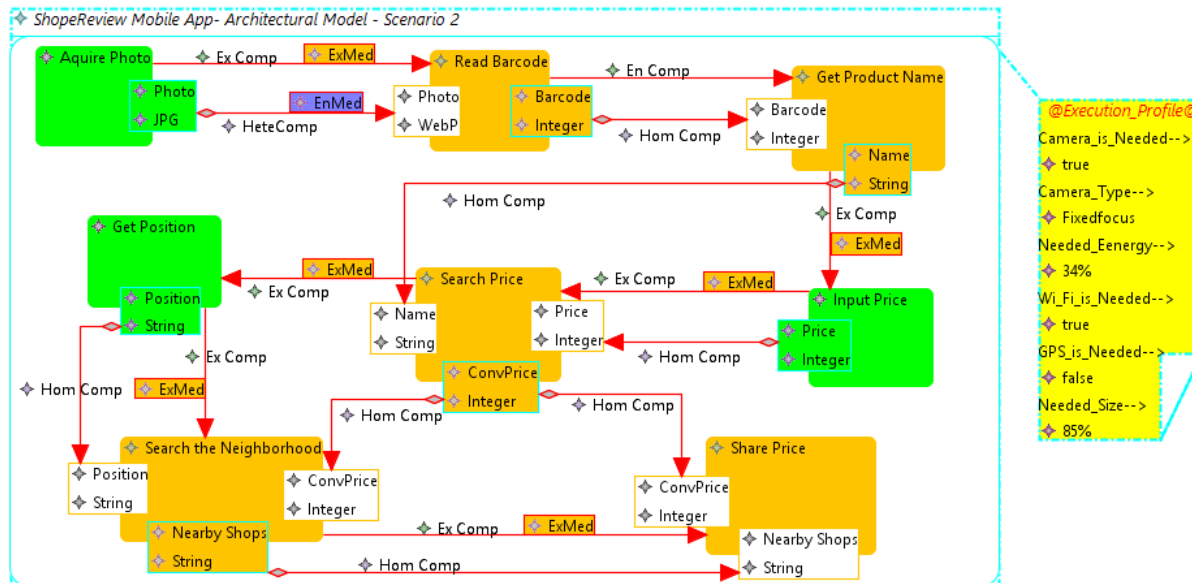 ShopeReview Mobile App- Architectural Model - Scenario 2
Aquire Photo
Ex Comp
ExMed
Read Barcode
En Comp
Get Product Name
Photo
JPG
EnMed
HeteComp
Photo
WebP
Barcode
Integer
Hom Comp
Barcode
Integer
Name
String
Hom Comp
Ex Comp
ExMed
Get Position
ExMed
Ex Comp
Search Price
Ex Comp
ExMed
Input Price
Position
String
Name
String
Price
Integer
Hom Comp
Price
Integer
Ex Comp
ExMed
Hom Comp
ConvPrice
Integer
Hom Comp
Hom Comp
Search the Neighborhood
Position
String
ConvPrice
Integer
Share Price
ConvPrice
Integer
Nearby Shops
String
Ex Comp
ExMed
Hom Comp
Nearby Shops
String
@Execution_Profile@
Camera_is_Needed-->
true
Camera_Type-->
Fixedfocus
Needed_Eenergy-->
34%
Wi_Fi_is_Needed-->
true
GPS_is_Needed-->
false
Needed_Size-->
85%